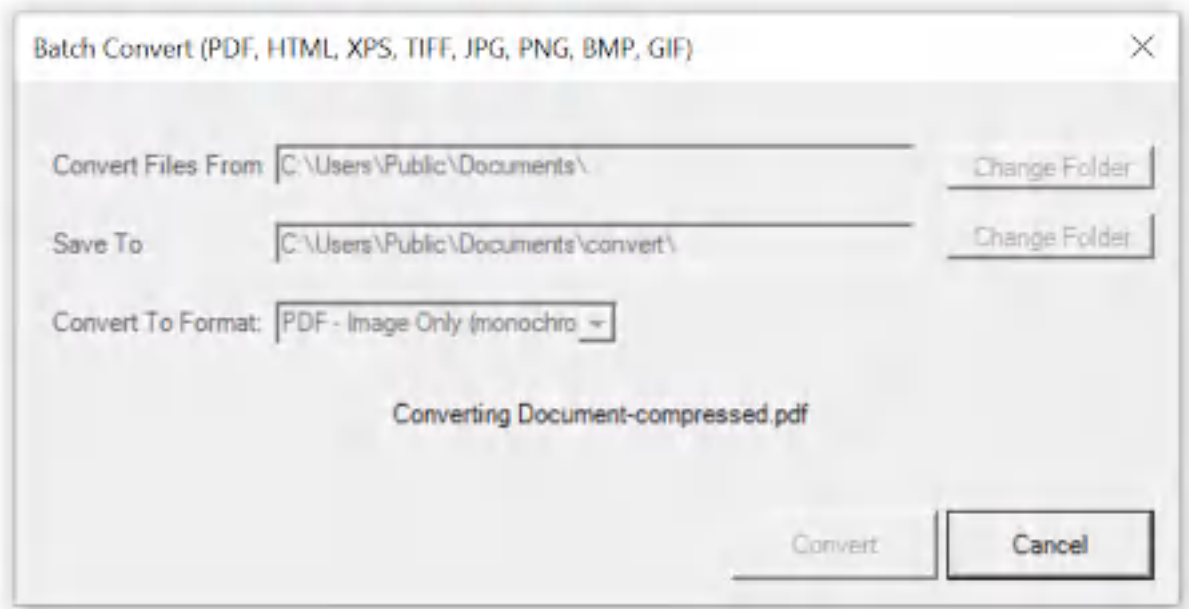 Batch Convert (PDF, HTML, XPS, TIFF, JPG, PNG, BMP, GIF)
Convert Files From C:\Users\Public\Documents\ Change Folder
Save To C:\Users\Public\Documents\convert\ Change Folder
Convert To Format: PDF - Image Only (monochro
Converting Document-compressed.pdf
Convert Cancel